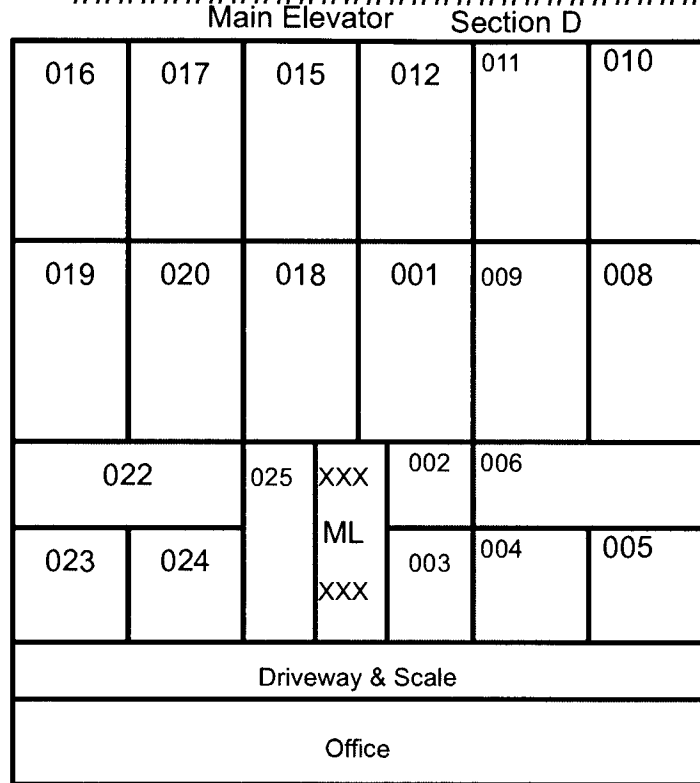 Main Elevator Section D
016 017 015 012 011 010
019 020 018 001 009 008
022 025 XXX 002 006
ML
023 024 XXX 003 004 005
Driveway & Scale
Office